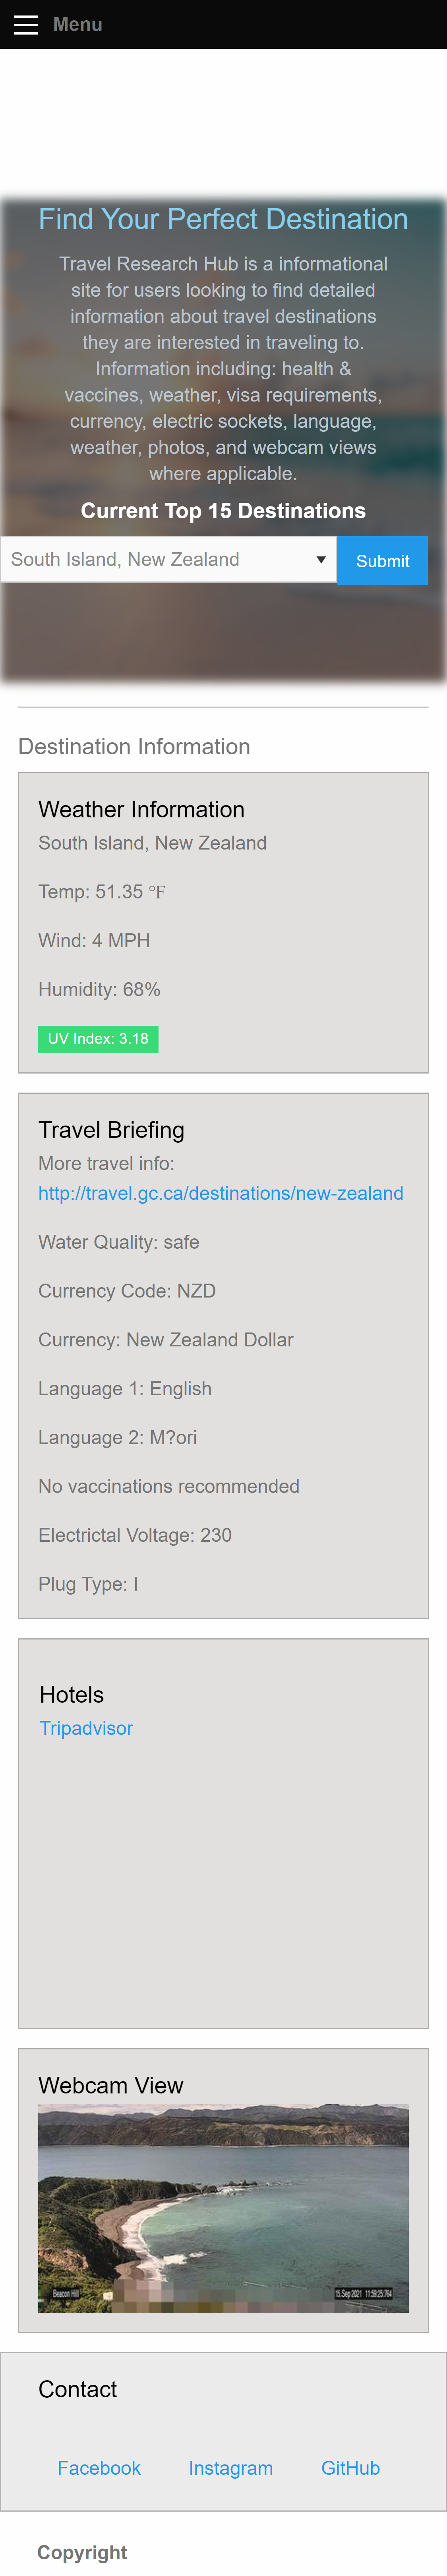 Menu
Find Your Perfect Destination
Travel Research Hub is a informational
site for users looking to find detailed
information about travel destinations
they are interested in traveling to.
Information including: health &
vaccines, weather, visa requirements,
currency, electric sockets, language,
weather, photos, and webcam views
where applicable.
Current Top 15 Destinations
South Island, New Zealand
Submit
Destination Information
Weather Information
South Island, New Zealand
Temp: 51.35 °F
Wind: 4 MPH
Humidity: 68%
UV Index: 3.18
Travel Briefing
More travel info:
http://travel.gc.ca/destinations/new-zealand
Water Quality: safe
Currency Code: NZD
Currency: New Zealand Dollar
Language 1: English
Language 2: M?ori
No vaccinations recommended
Electrictal Voltage: 230
Plug Type: I
Hotels
Tripadvisor
Webcam View
Beacon Hill
15.Sep 2021 11:59:25.764
Contact
Facebook Instagram GitHub
Copyright